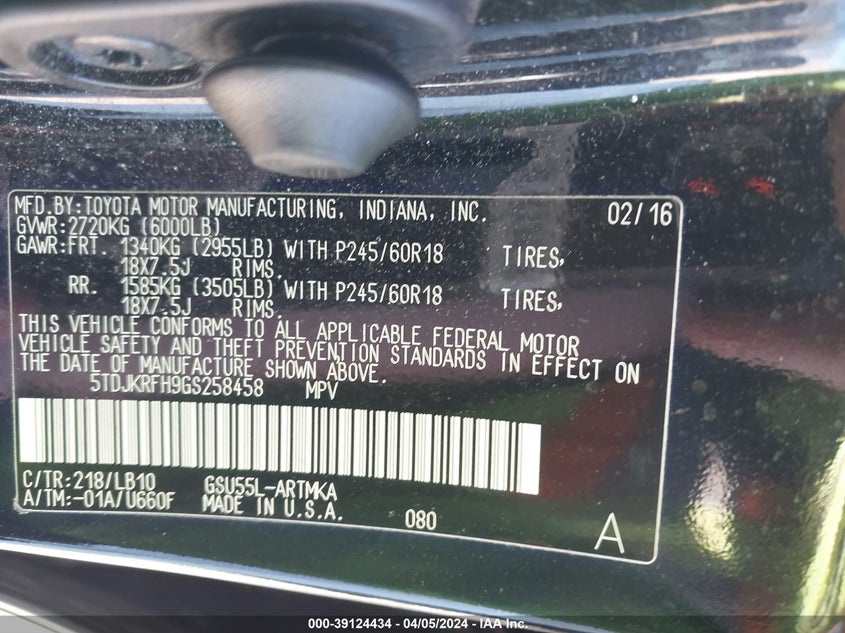 MFD.BY:TOYOTA MOTOR MANUFACTURING, INDIANA, INC. 02/16
GVWR:2720KG (6000LB)
GAWR:FRT. 1340KG (2955LB) WITH P245/60R18 TIRES,
18X7.5J RIMS.
RR. 1585KG (3505LB) WITH P245/60R18 TIRES,
18X7.5J RIMS.
THIS VEHICLE CONFORMS TO ALL APPLICABLE FEDERAL MOTOR
VEHICLE SAFETY AND THEFT PREVENTION STANDARDS IN EFFECT ON
THE DATE OF MANUFACTURE SHOWN ABOVE.
5TDJKRFH9GS258458 MPV
C/TR:218/LB10 GSU55L-ARTMKA
A/TM:-01A/U660F MADE IN U.S.A. 080
A
000-39124434 - 04/05/2024 - IAA Inc.